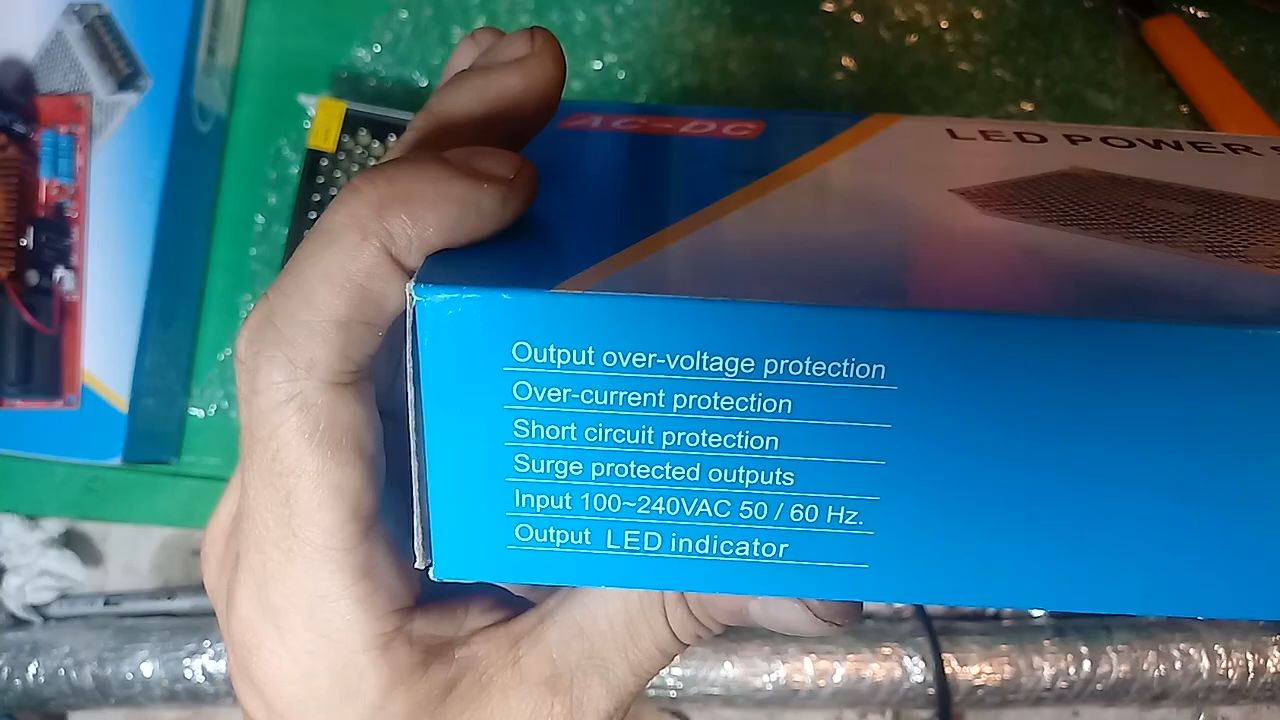 AC-DC
LED POWER
Output over-voltage protection
Over-current protection
Short circuit protection
Surge protected outputs
Input 100~240VAC 50 / 60 Hz.
Output LED indicator